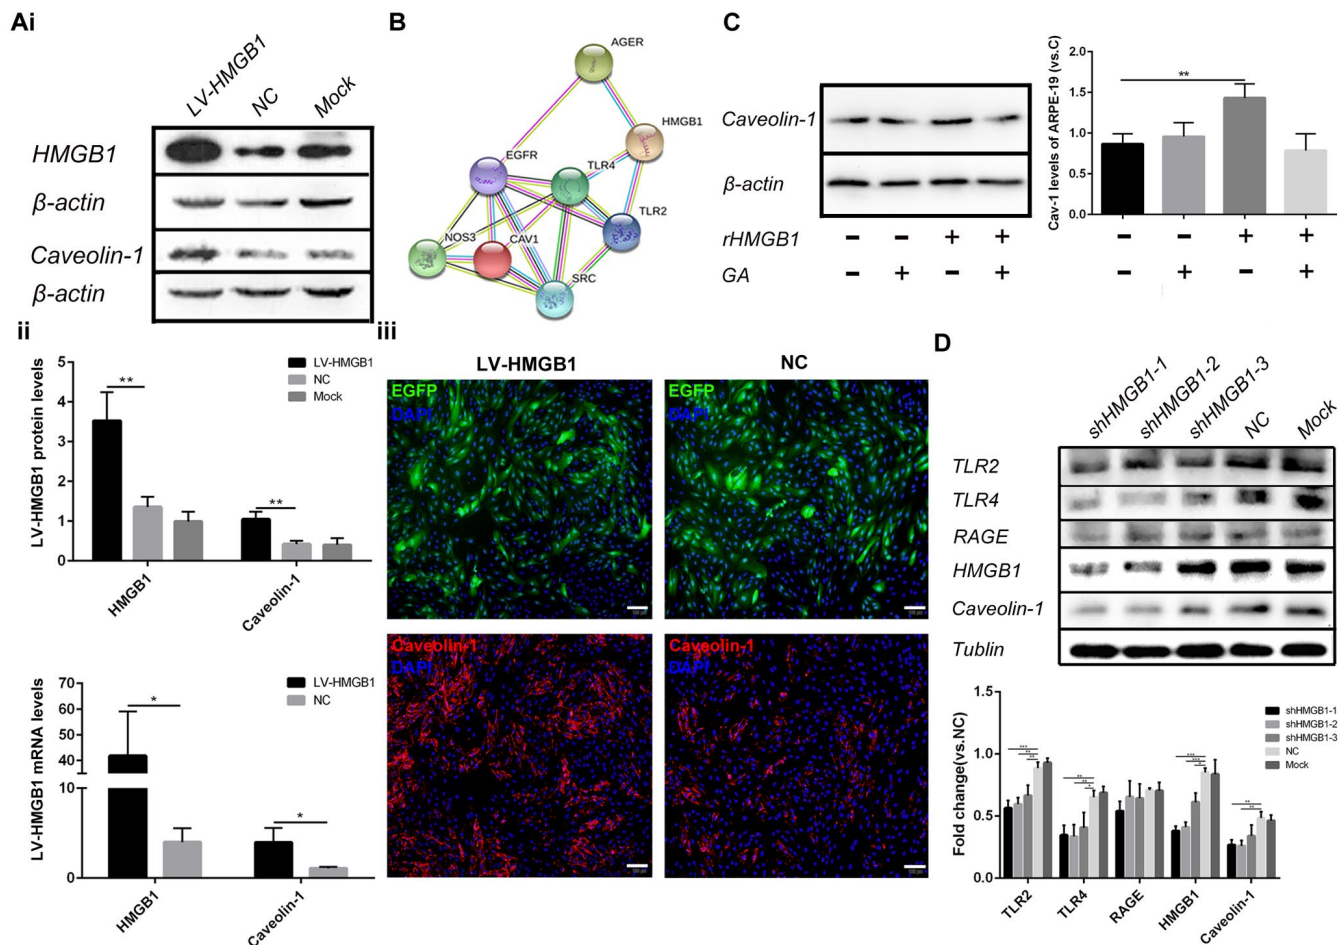 Ai
LV-HMGB1
NC
Mock
HMGB1
β-actin
Caveolin-1
β-actin
B
AGER
HMGB1
EGFR
TLR4
TLR2
NOS3
CAV1
SRC
C
Caveolin-1
β-actin
rHMGB1 − − + +
GA − + − +
Cav-1 levels of ARPE-19 (vs.C)
2.0
1.5
1.0
0.5
0.0
**
− − + +
− + − +
ii
LV-HMGB1 protein levels
5
4
3
2
1
0
**
**
LV-HMGB1
NC
Mock
HMGB1
Caveolin-1
LV-HMGB1 mRNA levels
70
60
50
40
10
0
*
*
LV-HMGB1
NC
HMGB1
Caveolin-1
iii
LV-HMGB1
NC
EGFP
DAPI
EGFP
DAPI
Caveolin-1
DAPI
Caveolin-1
DAPI
D
shHMGB1-1
shHMGB1-2
shHMGB1-3
NC
Mock
TLR2
TLR4
RAGE
HMGB1
Caveolin-1
Tublin
Fold change(vs.NC)
1.5
1.0
0.5
0.0
shHMGB1-1
shHMGB1-2
shHMGB1-3
NC
Mock
TLR2
TLR4
RAGE
HMGB1
Caveolin-1